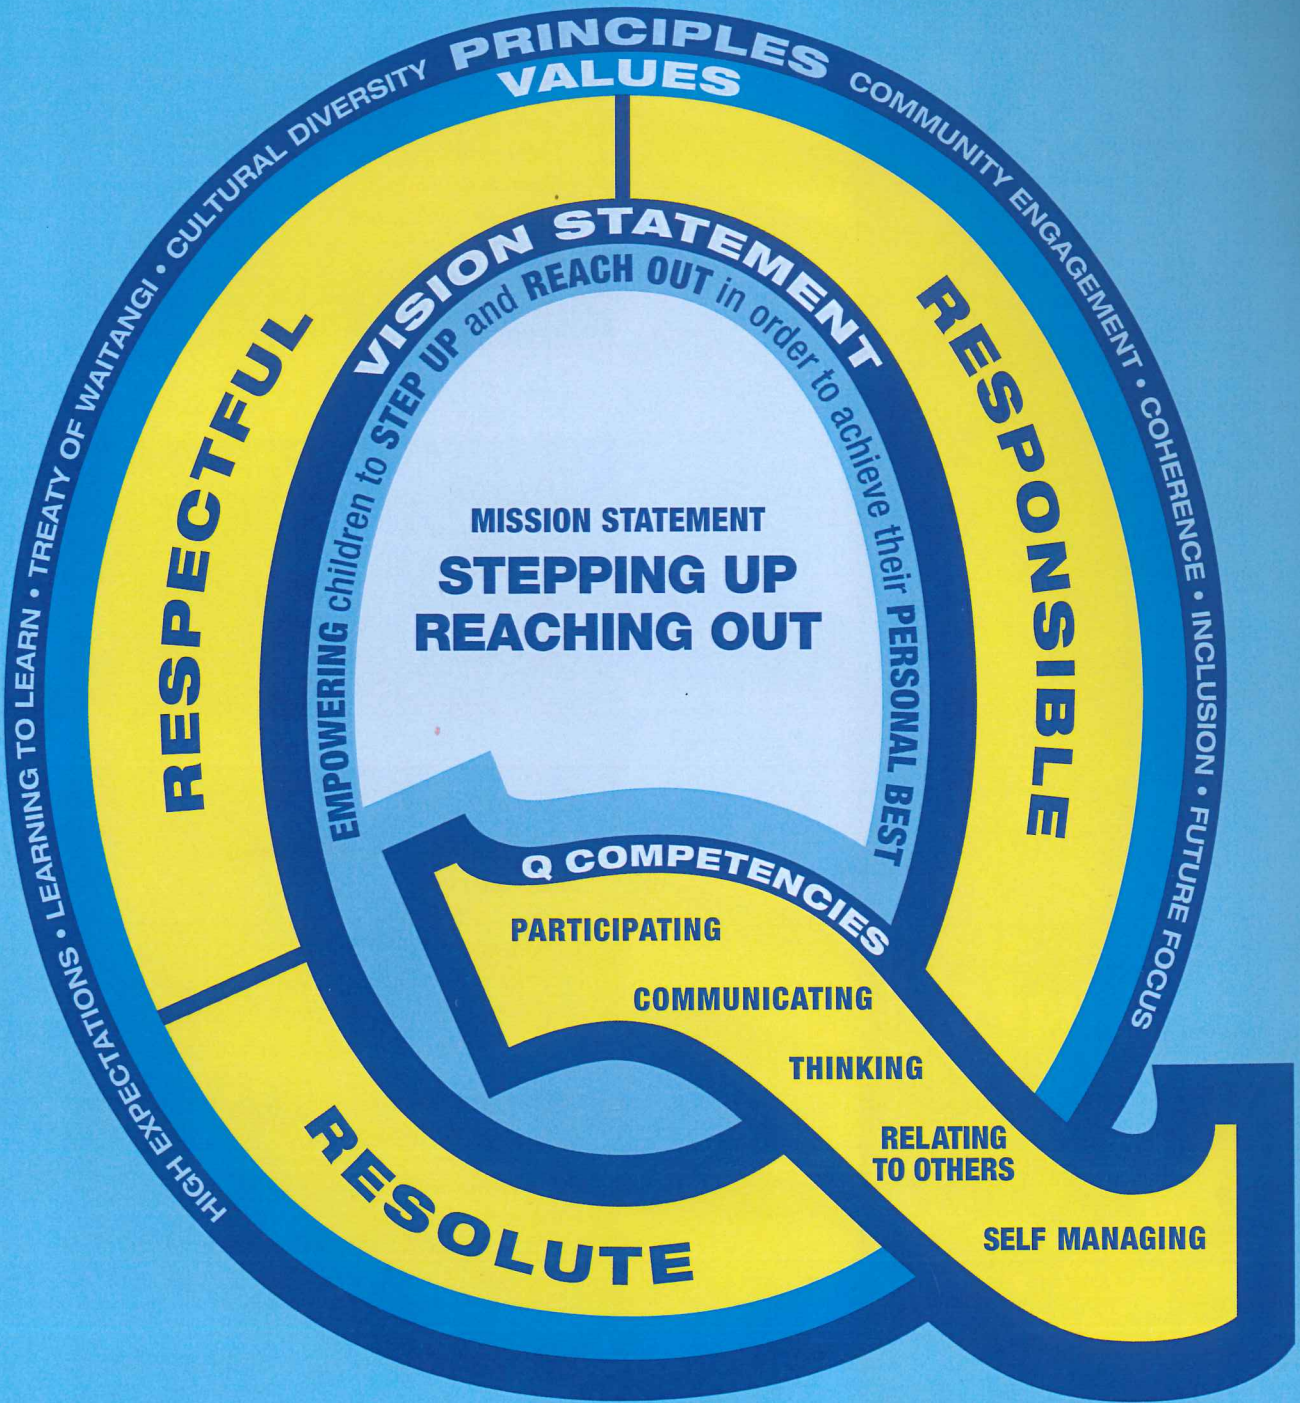 PRINCIPLES
HIGH EXPECTATIONS • LEARNING TO LEARN • TREATY OF WAITANGI • CULTURAL DIVERSITY
COMMUNITY ENGAGEMENT • COHERENCE • INCLUSION • FUTURE FOCUS
VALUES
RESPECTFUL
RESPONSIBLE
RESOLUTE
VISION STATEMENT
EMPOWERING children to STEP UP and REACH OUT in order to achieve their PERSONAL BEST
MISSION STATEMENT
STEPPING UP
REACHING OUT
Q COMPETENCIES
PARTICIPATING
COMMUNICATING
THINKING
RELATING
TO OTHERS
SELF MANAGING